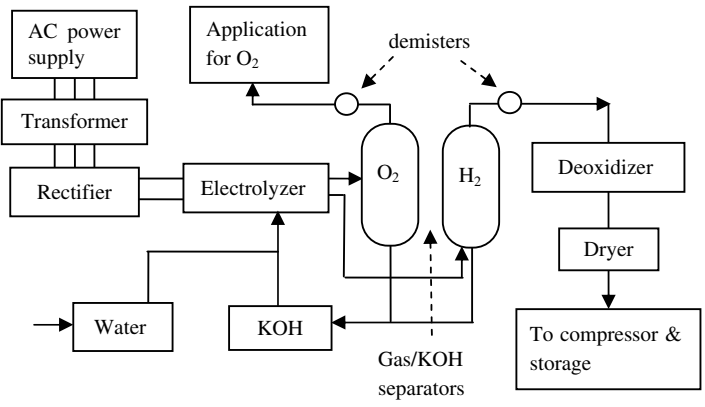 AC power
supply
Application
for O₂
demisters
Transformer
Rectifier
Electrolyzer
O₂
H₂
Deoxidizer
Dryer
Water
KOH
To compressor &
storage
Gas/KOH
separators